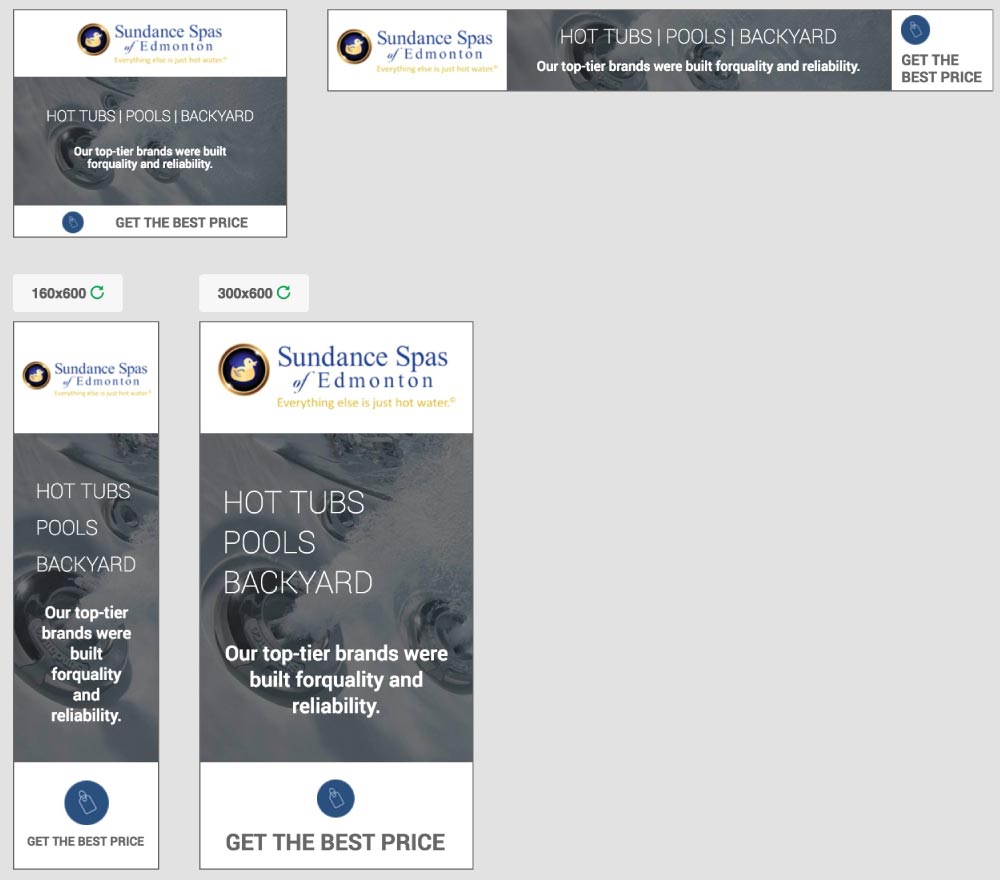 Sundance Spas
of Edmonton
Everything else is just hot water.©
HOT TUBS | POOLS | BACKYARD
Our top-tier brands were built
forquality and reliability.
GET THE BEST PRICE
Sundance Spas
of Edmonton
Everything else is just hot water.©
HOT TUBS | POOLS | BACKYARD
Our top-tier brands were built forquality and reliability.
GET THE
BEST PRICE
160x600
Sundance Spas
of Edmonton
Everything else is just hot water.©
HOT TUBS
POOLS
BACKYARD
Our top-tier
brands were
built
forquality
and
reliability.
GET THE BEST PRICE
300x600
Sundance Spas
of Edmonton
Everything else is just hot water.©
HOT TUBS
POOLS
BACKYARD
Our top-tier brands were
built forquality and
reliability.
GET THE BEST PRICE